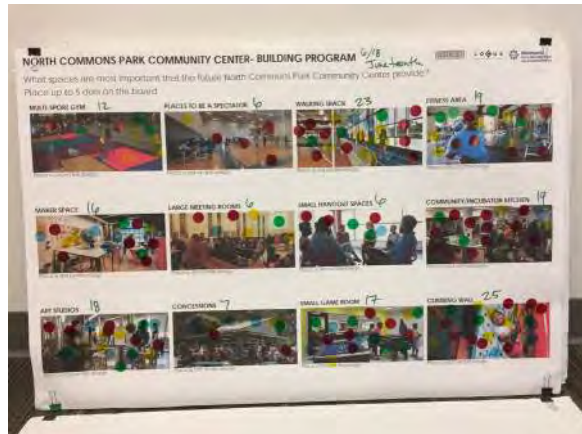 NORTH COMMONS PARK COMMUNITY CENTER- BUILDING PROGRAM 6/18
Juneteenth
LOGUS
What spaces are most important that the future North Commons Park Community Center provide?
Place up to 5 dots on the board
MULTI-SPORT GYM 12
PLACES TO BE A SPECTATOR 6
WALKING SPACE 23
FITNESS AREA 19
MAKER SPACE 16
LARGE MEETING ROOMS 6
SMALL HANGOUT SPACES 6
COMMUNITY/INCUBATOR KITCHEN 19
ART STUDIOS 18
CONCESSIONS 7
SMALL GAME ROOM 17
CLIMBING WALL 25